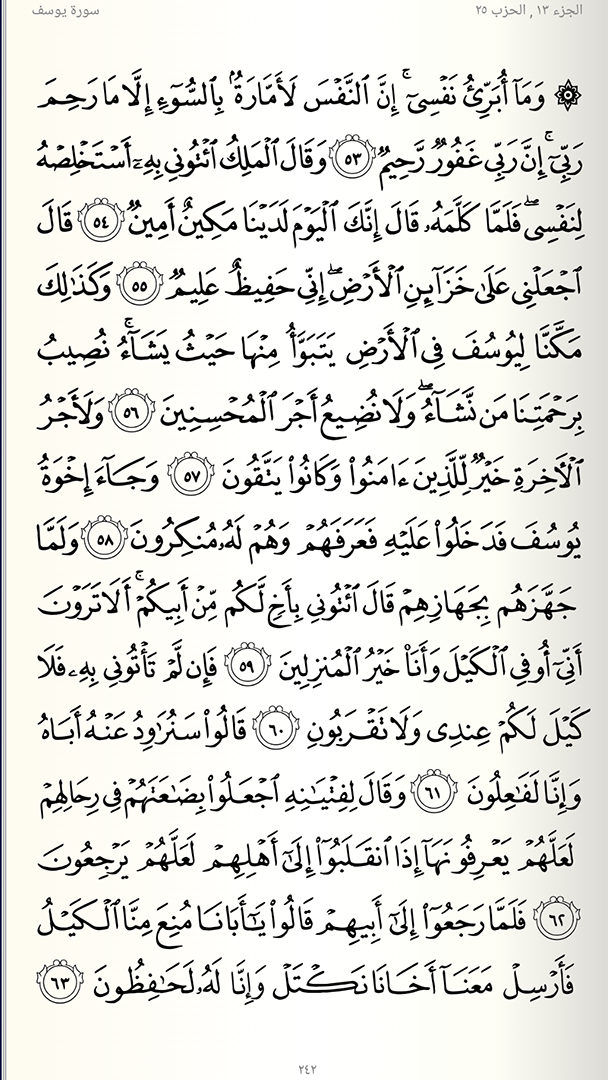 الجزء ١٣ , الحزب ٢٥
سورة يوسف
۞ وَمَآ أُبَرِّئُ نَفْسِىٓ ۚ إِنَّ ٱلنَّفْسَ لَأَمَّارَةٌۢ بِٱلسُّوٓءِ إِلَّا مَا رَحِمَ
رَبِّىٓ ۚ إِنَّ رَبِّى غَفُورٌ رَّحِيمٌ ٥٣ وَقَالَ ٱلْمَلِكُ ٱئْتُونِى بِهِۦٓ أَسْتَخْلِصْهُ
لِنَفْسِى ۖ فَلَمَّا كَلَّمَهُۥ قَالَ إِنَّكَ ٱلْيَوْمَ لَدَيْنَا مَكِينٌ أَمِينٌ ٥٤ قَالَ
ٱجْعَلْنِى عَلَىٰ خَزَآئِنِ ٱلْأَرْضِ ۖ إِنِّى حَفِيظٌ عَلِيمٌ ٥٥ وَكَذَٰلِكَ
مَكَّنَّا لِيُوسُفَ فِى ٱلْأَرْضِ يَتَبَوَّأُ مِنْهَا حَيْثُ يَشَآءُ ۚ نُصِيبُ
بِرَحْمَتِنَا مَن نَّشَآءُ ۖ وَلَا نُضِيعُ أَجْرَ ٱلْمُحْسِنِينَ ٥٦ وَلَأَجْرُ
ٱلْـَٔاخِرَةِ خَيْرٌ لِّلَّذِينَ ءَامَنُوا۟ وَكَانُوا۟ يَتَّقُونَ ٥٧ وَجَآءَ إِخْوَةُ
يُوسُفَ فَدَخَلُوا۟ عَلَيْهِ فَعَرَفَهُمْ وَهُمْ لَهُۥ مُنكِرُونَ ٥٨ وَلَمَّا
جَهَّزَهُم بِجَهَازِهِمْ قَالَ ٱئْتُونِى بِأَخٍ لَّكُم مِّنْ أَبِيكُمْ ۚ أَلَا تَرَوْنَ
أَنِّىٓ أُوفِى ٱلْكَيْلَ وَأَنَا۠ خَيْرُ ٱلْمُنزِلِينَ ٥٩ فَإِن لَّمْ تَأْتُونِى بِهِۦ فَلَا
كَيْلَ لَكُمْ عِندِى وَلَا تَقْرَبُونِ ٦٠ قَالُوا۟ سَنُرَٰوِدُ عَنْهُ أَبَاهُ
وَإِنَّا لَفَٰعِلُونَ ٦١ وَقَالَ لِفِتْيَٰنِهِ ٱجْعَلُوا۟ بِضَٰعَتَهُمْ فِى رِحَالِهِمْ
لَعَلَّهُمْ يَعْرِفُونَهَآ إِذَا ٱنقَلَبُوٓا۟ إِلَىٰٓ أَهْلِهِمْ لَعَلَّهُمْ يَرْجِعُونَ
٦٢ فَلَمَّا رَجَعُوٓا۟ إِلَىٰٓ أَبِيهِمْ قَالُوا۟ يَٰٓأَبَانَا مُنِعَ مِنَّا ٱلْكَيْلُ
فَأَرْسِلْ مَعَنَآ أَخَانَا نَكْتَلْ وَإِنَّا لَهُۥ لَحَٰفِظُونَ ٦٣
٢٤٢